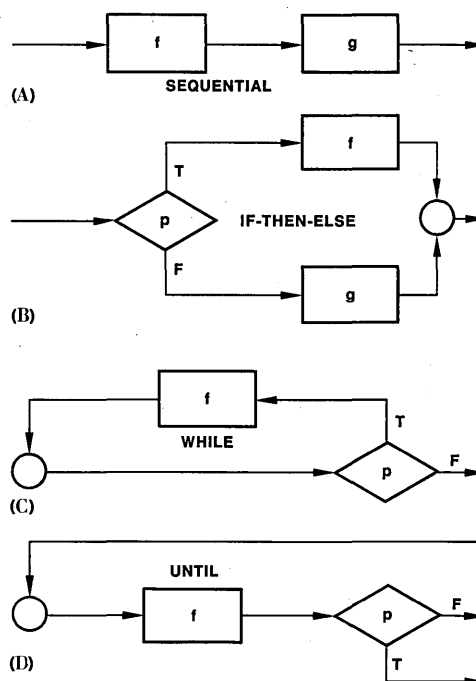 f g
(A) SEQUENTIAL
f
T
p IF-THEN-ELSE
F
g
(B)
f
T
WHILE
p F
(C)
UNTIL
f p F
T
(D)